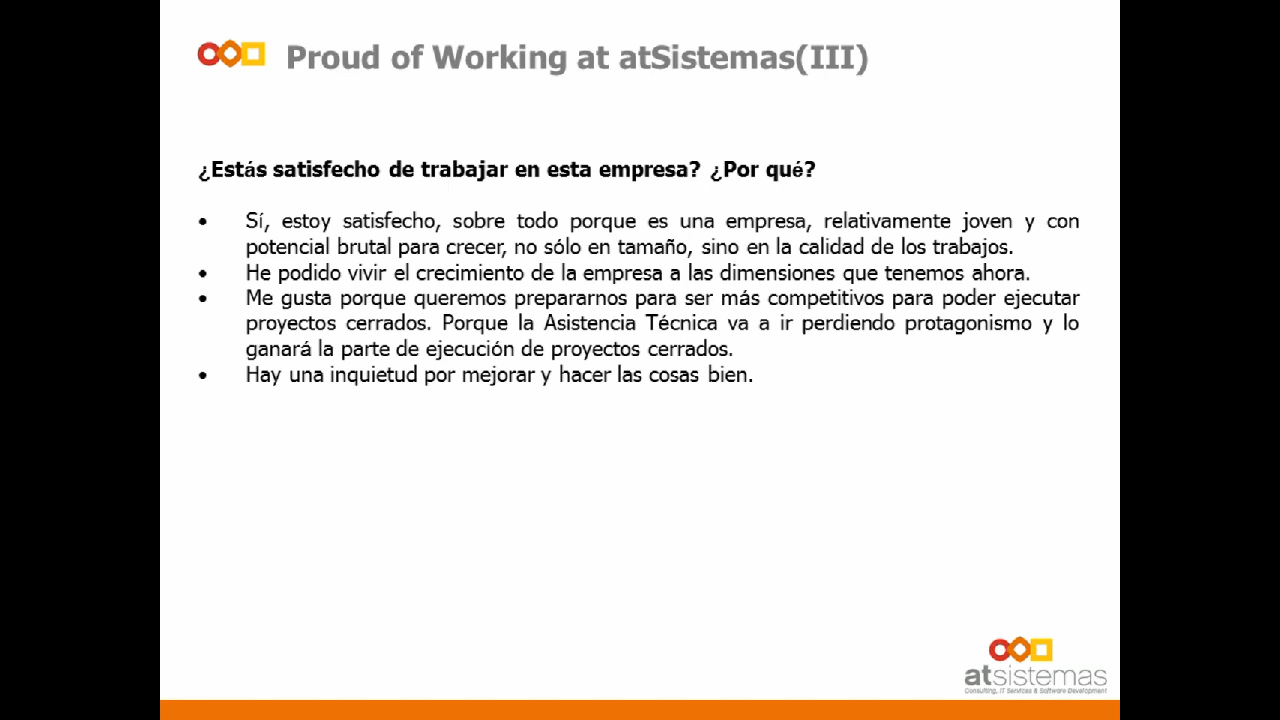 Proud of Working at atSistemas(III)
¿Estás satisfecho de trabajar en esta empresa? ¿Por qué?
• Sí, estoy satisfecho, sobre todo porque es una empresa, relativamente joven y con
potencial brutal para crecer, no sólo en tamaño, sino en la calidad de los trabajos.
• He podido vivir el crecimiento de la empresa a las dimensiones que tenemos ahora.
• Me gusta porque queremos prepararnos para ser más competitivos para poder ejecutar
proyectos cerrados. Porque la Asistencia Técnica va a ir perdiendo protagonismo y lo
ganará la parte de ejecución de proyectos cerrados.
• Hay una inquietud por mejorar y hacer las cosas bien.
atsistemas
Consulting, IT Services & Software Development